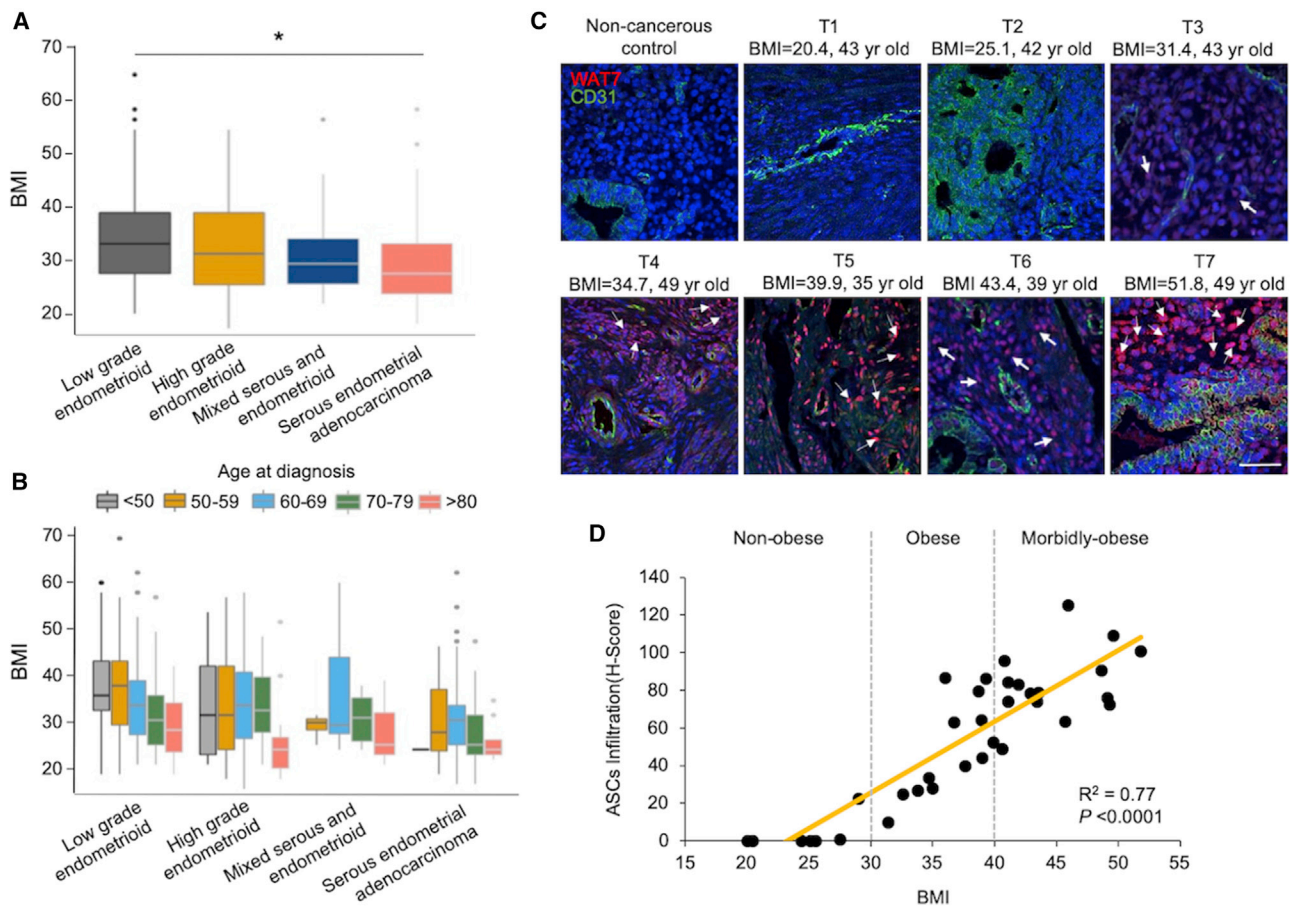 A
*
70
60
50
40
30
20
BMI
Low grade
endometrioid
High grade
endometrioid
Mixed serous and
endometrioid
Serous endometrial
adenocarcinoma
B
Age at diagnosis
<50
50-59
60-69
70-79
>80
70
60
50
40
30
20
BMI
Low grade
endometrioid
High grade
endometrioid
Mixed serous and
endometrioid
Serous endometrial
adenocarcinoma
C
Non-cancerous
control
WAT7
CD31
T1
BMI=20.4, 43 yr old
T2
BMI=25.1, 42 yr old
T3
BMI=31.4, 43 yr old
T4
BMI=34.7, 49 yr old
T5
BMI=39.9, 35 yr old
T6
BMI 43.4, 39 yr old
T7
BMI=51.8, 49 yr old
D
Non-obese
Obese
Morbidly-obese
ASCs Infiltration(H-Score)
140
120
100
80
60
40
20
0
R² = 0.77
P <0.0001
15
20
25
30
35
40
45
50
55
BMI